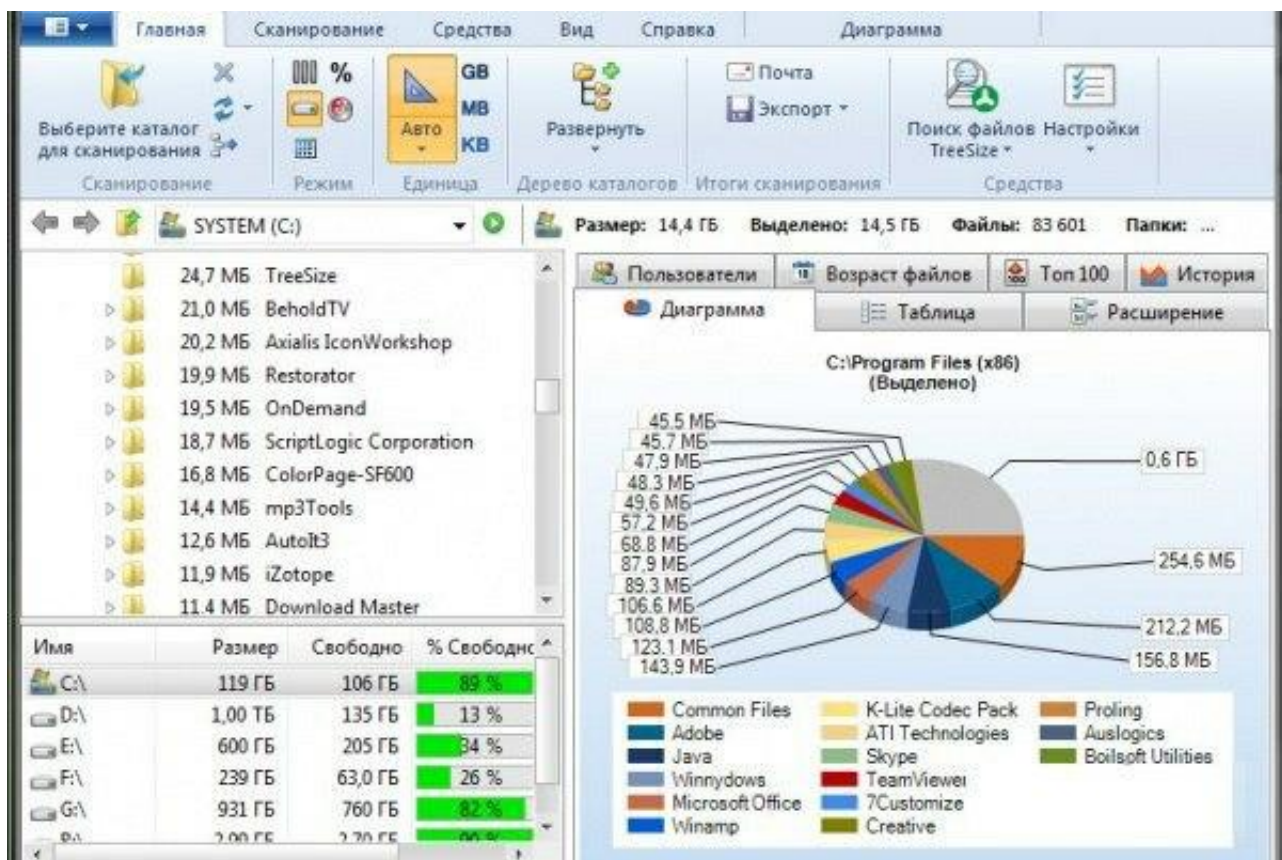 Главная Сканирование Средства Вид Справка Диаграмма
% GB
MB
KB
Выберите каталог для сканирования
Авто
Развернуть
Почта
Экспорт
Поиск файлов TreeSize
Настройки
Сканирование Режим Единица Дерево каталогов Итоги сканирования Средства
SYSTEM (C:)
Размер: 14,4 ГБ Выделено: 14,5 ГБ Файлы: 83 601 Папки: ...
24,7 МБ TreeSize
21,0 МБ BeholdTV
20,2 МБ Axialis IconWorkshop
19,9 МБ Restorator
19,5 МБ OnDemand
18,7 МБ ScriptLogic Corporation
16,8 МБ ColorPage-SF600
14,4 МБ mp3Tools
12,6 МБ AutoIt3
11,9 МБ iZotope
11.4 МБ Download Master
Имя Размер Свободно % Свободно
C:\ 119 ГБ 106 ГБ 89 %
D:\ 1,00 ТБ 135 ГБ 13 %
E:\ 600 ГБ 205 ГБ 34 %
F:\ 239 ГБ 63,0 ГБ 26 %
G:\ 931 ГБ 760 ГБ 82 %
Пользователи Возраст файлов Топ 100 История
Диаграмма Таблица Расширение
C:\Program Files (x86)
(Выделено)
45.5 МБ
45.7 МБ
47,9 МБ
48.3 МБ
49,6 МБ
57.2 МБ
68.8 МБ
87,9 МБ
89.3 МБ
106.6 МБ
108,8 МБ
123.1 МБ
143,9 МБ
0,6 ГБ
254,6 МБ
212,2 МБ
156,8 МБ
Common Files K-Lite Codec Pack Proling
Adobe ATI Technologies Auslogics
Java Skype Boilsoft Utilities
Winnydows TeamViewer
Microsoft Office 7Customize
Winamp Creative